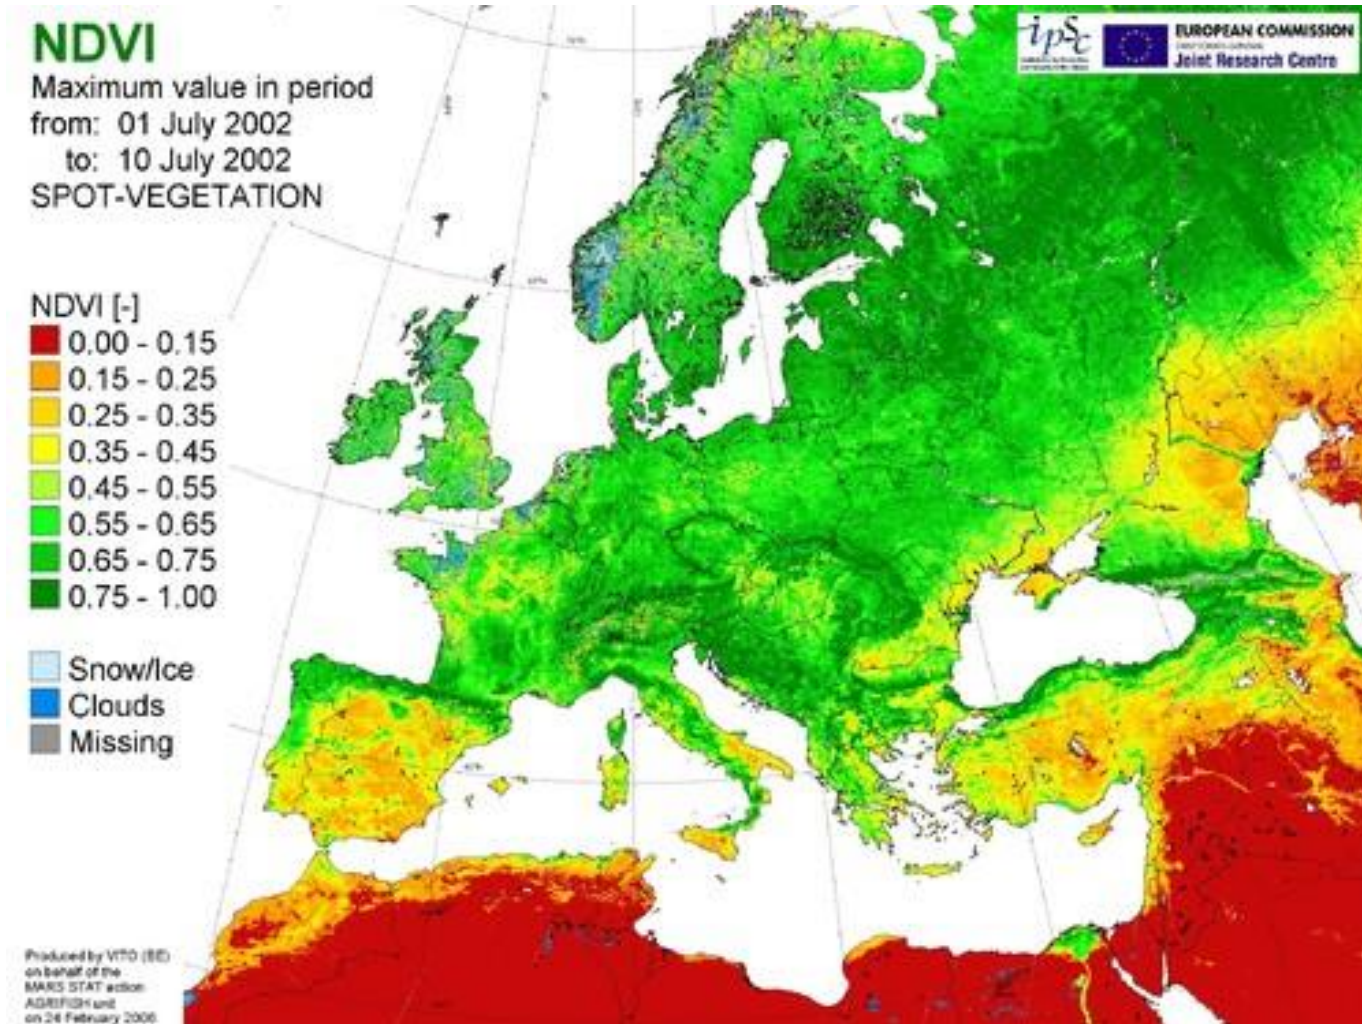 NDVI
Maximum value in period
from: 01 July 2002
to: 10 July 2002
SPOT-VEGETATION
ipsc
EUROPEAN COMMISSION
Joint Research Centre
NDVI [-]
0.00 - 0.15
0.15 - 0.25
0.25 - 0.35
0.35 - 0.45
0.45 - 0.55
0.55 - 0.65
0.65 - 0.75
0.75 - 1.00
Snow/Ice
Clouds
Missing
Produced by VITO (BE)
on behalf of the
MARS STAT action
AGRIFISH unit
on 24 February 2006